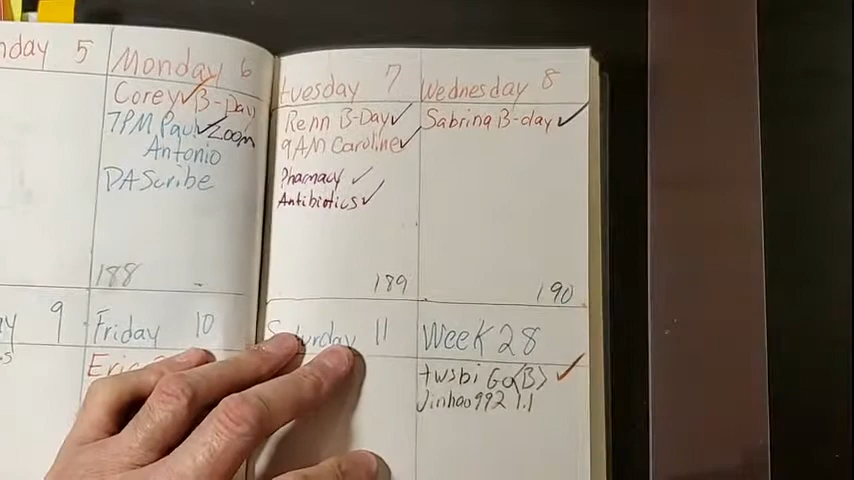 nday 5
Monday 6
Corey B-Day
7PM Paul Zoom
Antonio
DAScribe
188
Tuesday 7
Renn B-Day
9AM Caroline
Pharmacy
Antibiotics
189
Wednesday 8
Sabrina B-day
190
y 9
Friday 10
Eric
Saturday 11
Week 28
twsbi Go (B)
Jinhao 992 1.1